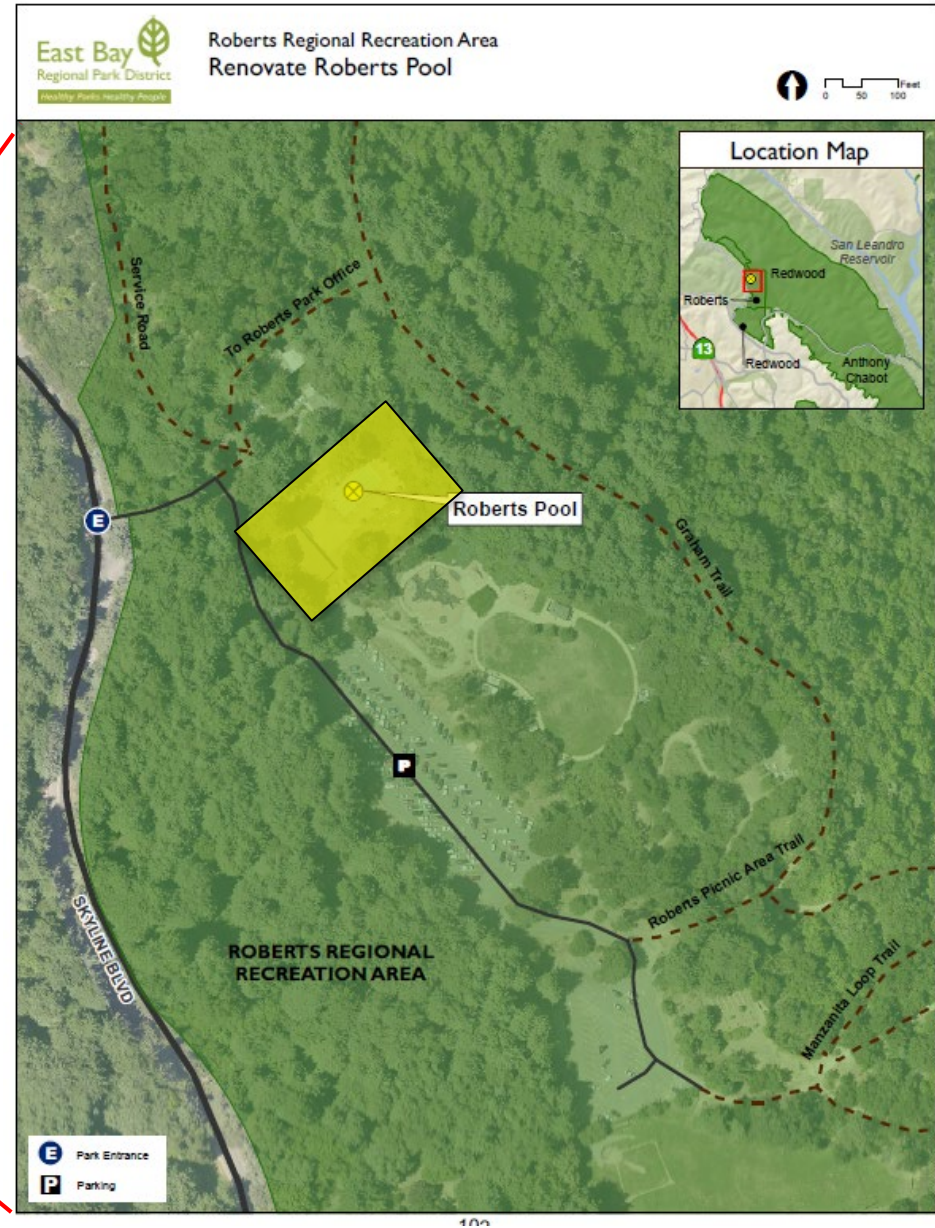 East Bay
Regional Park District
Healthy Parks Healthy People
Roberts Regional Recreation Area
Renovate Roberts Pool
Feet
0 50 100
Location Map
San Leandro
Reservoir
Redwood
Roberts
13
Redwood
Anthony
Chabot
Service Road
To Roberts Park Office
E
Roberts Pool
Graham Trail
P
Roberts Picnic Area Trail
SKYLINE BLVD
ROBERTS REGIONAL
RECREATION AREA
Manzanita Loop Trail
E Park Entrance
P Parking